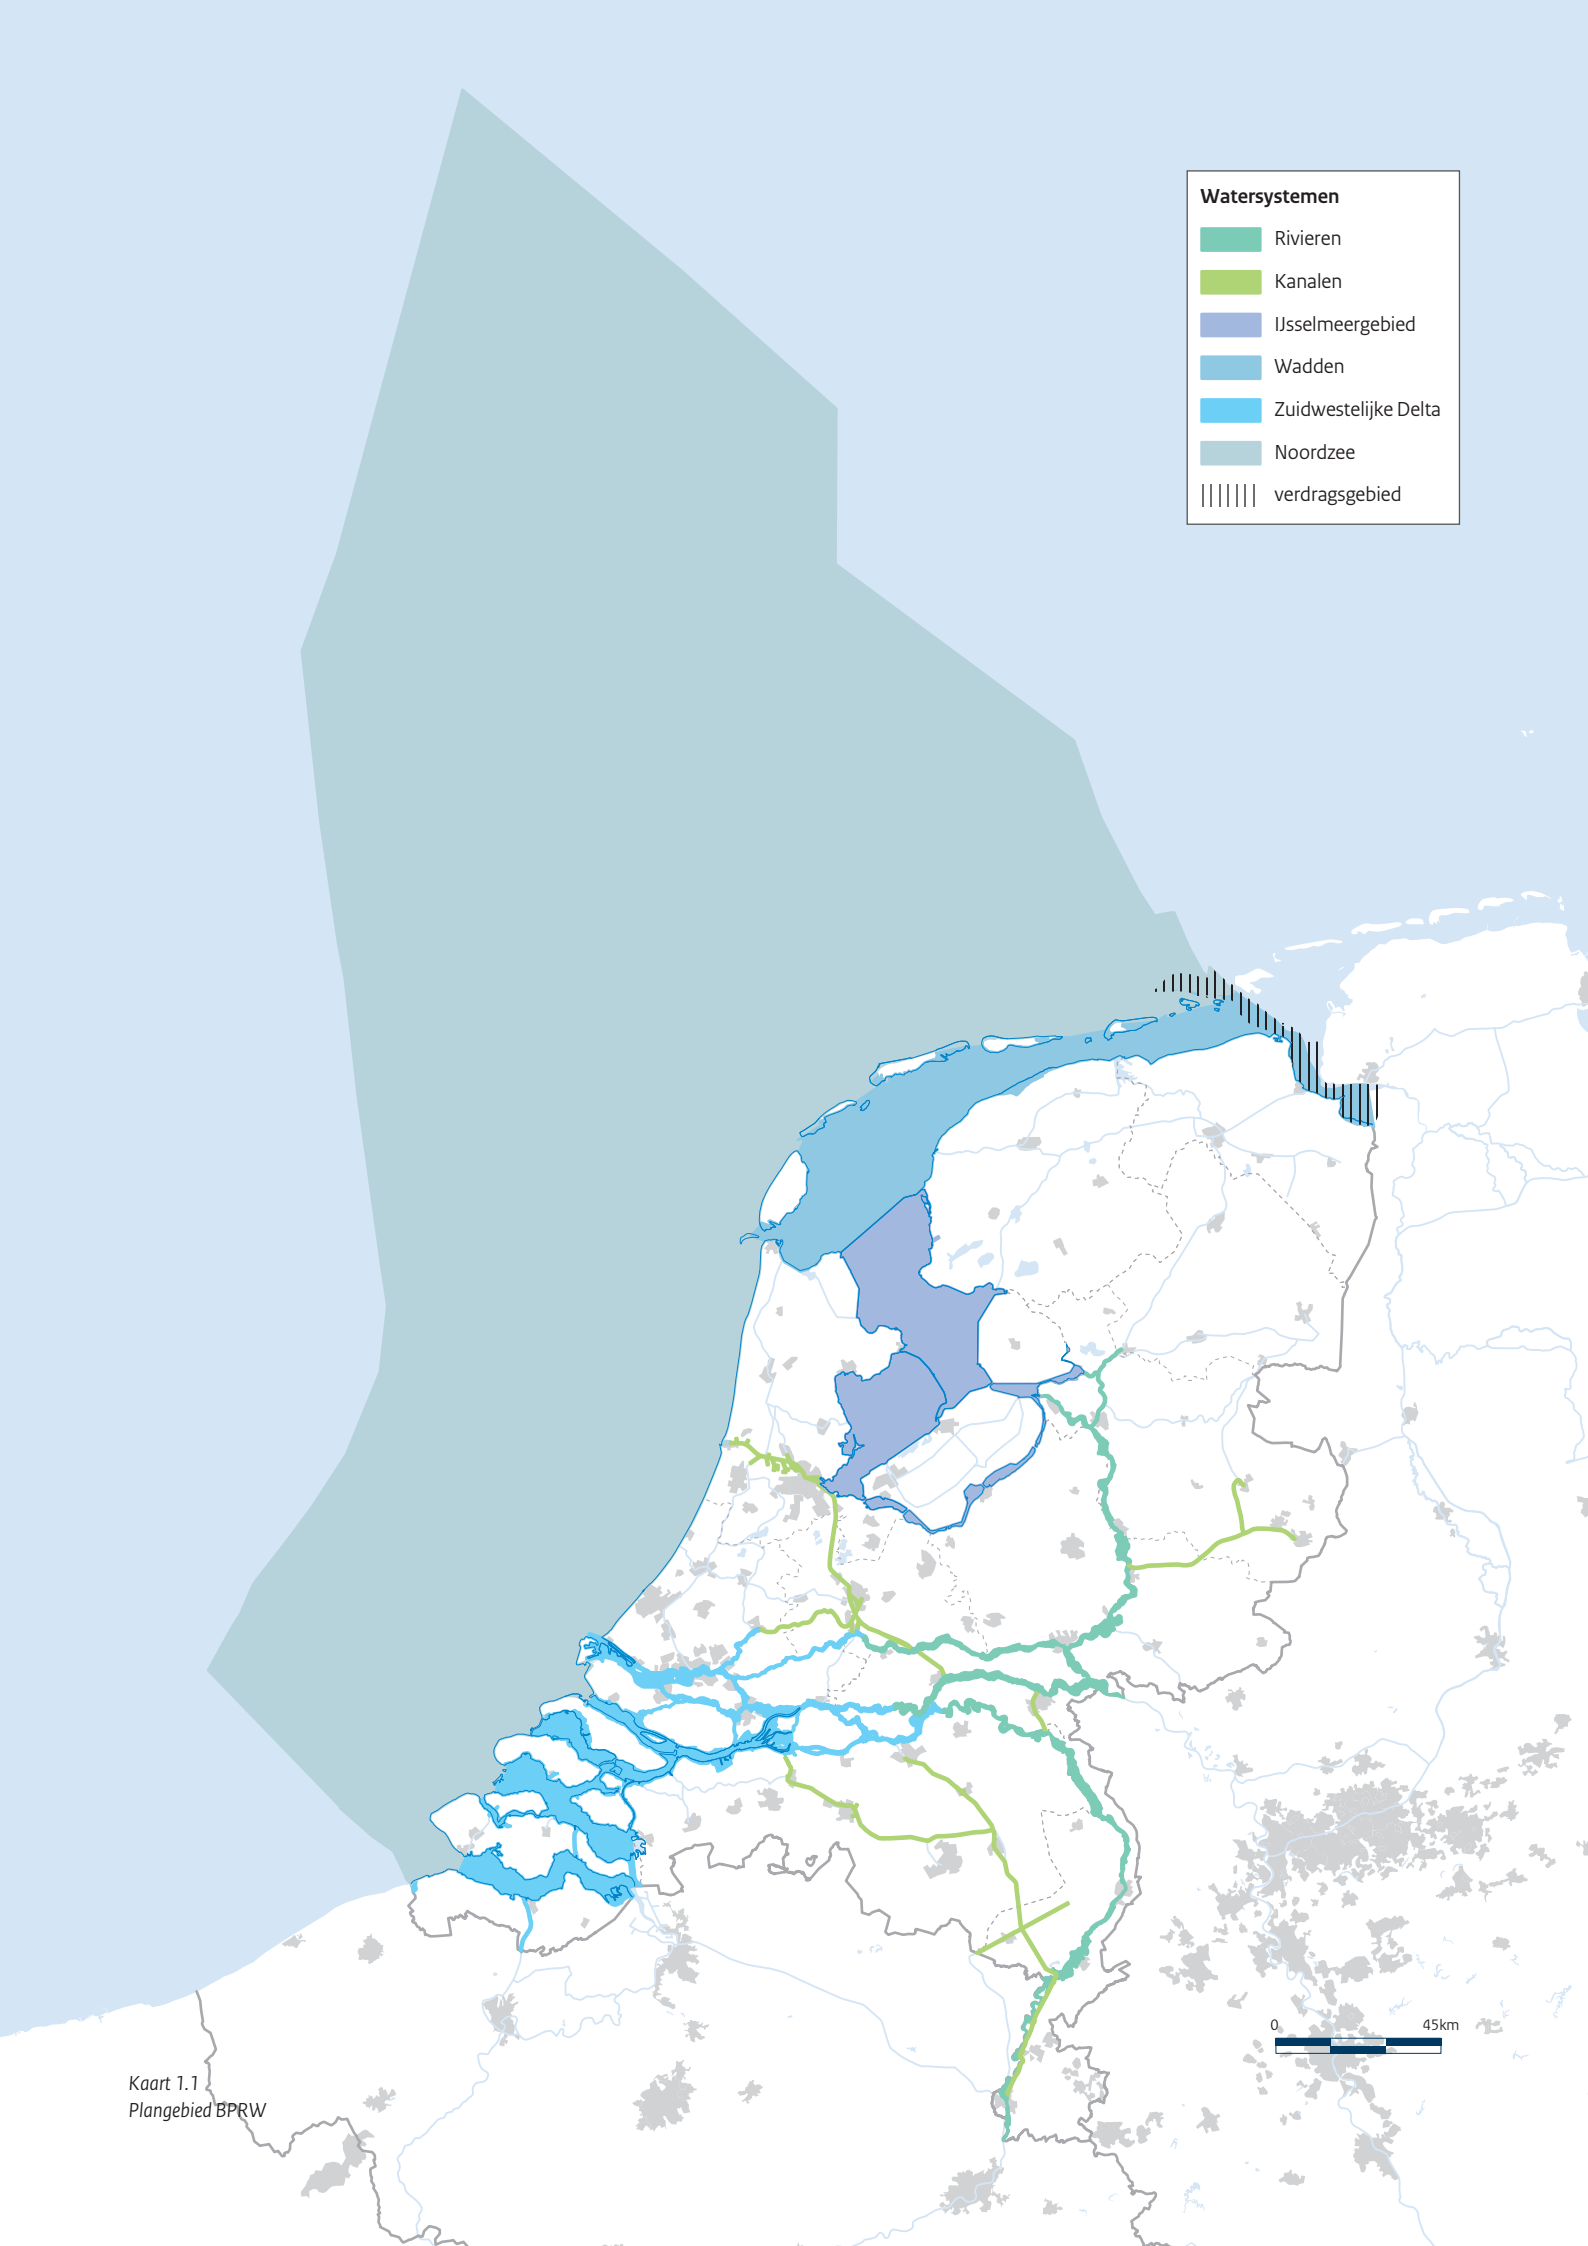 Watersystemen
Rivieren
Kanalen
IJsselmeergebied
Wadden
Zuidwestelijke Delta
Noordzee
verdragsgebied
0 45km
Kaart 1.1
Plangebied BPRW